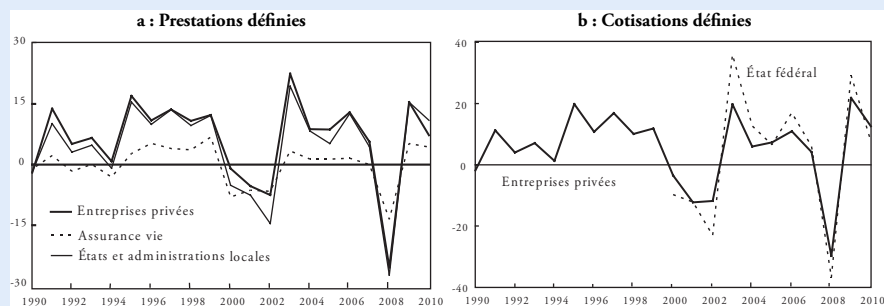 a : Prestations définies
30
15
0
-15
-30
Entreprises privées
Assurance vie
États et administrations locales
1990 1992 1994 1996 1998 2000 2002 2004 2006 2008 2010
b : Cotisations définies
40
20
0
-20
-40
État fédéral
Entreprises privées
1990 1992 1994 1996 1998 2000 2002 2004 2006 2008 2010